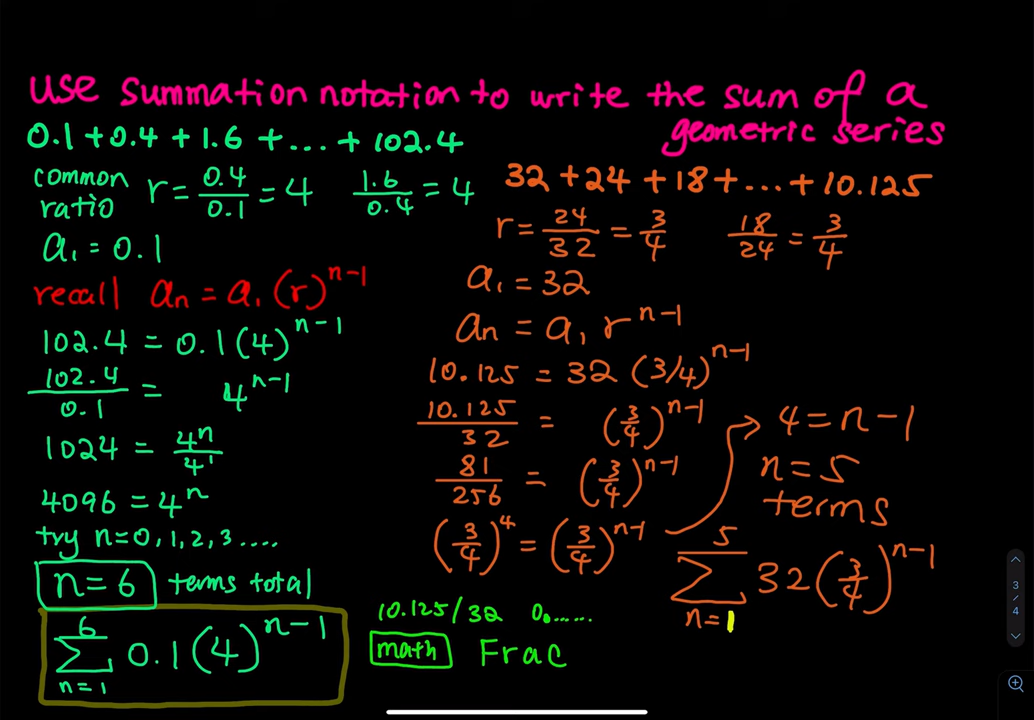 use summation notation to write the sum of a
geometric series
0.1 + 0.4 + 1.6 + ... + 102.4
common ratio r = 0.4/0.1 = 4 1.6/0.4 = 4
a₁ = 0.1
recall aₙ = a₁ (r)ⁿ⁻¹
102.4 = 0.1 (4)ⁿ⁻¹
102.4/0.1 = 4ⁿ⁻¹
1024 = 4ⁿ/4¹
4096 = 4ⁿ
try n=0, 1, 2, 3 ....
n = 6 terms total
6
∑ 0.1 (4)ⁿ⁻¹
n=1
32 + 24 + 18 + ... + 10.125
r = 24/32 = 3/4 18/24 = 3/4
a₁ = 32
aₙ = a₁ rⁿ⁻¹
10.125 = 32 (3/4)ⁿ⁻¹
10.125/32 = (3/4)ⁿ⁻¹
81/256 = (3/4)ⁿ⁻¹
(3/4)⁴ = (3/4)ⁿ⁻¹
4 = n - 1
n = 5
terms
5
∑ 32 (3/4)ⁿ⁻¹
n=1
10.125/32 0.......
math Frac
3
/
4